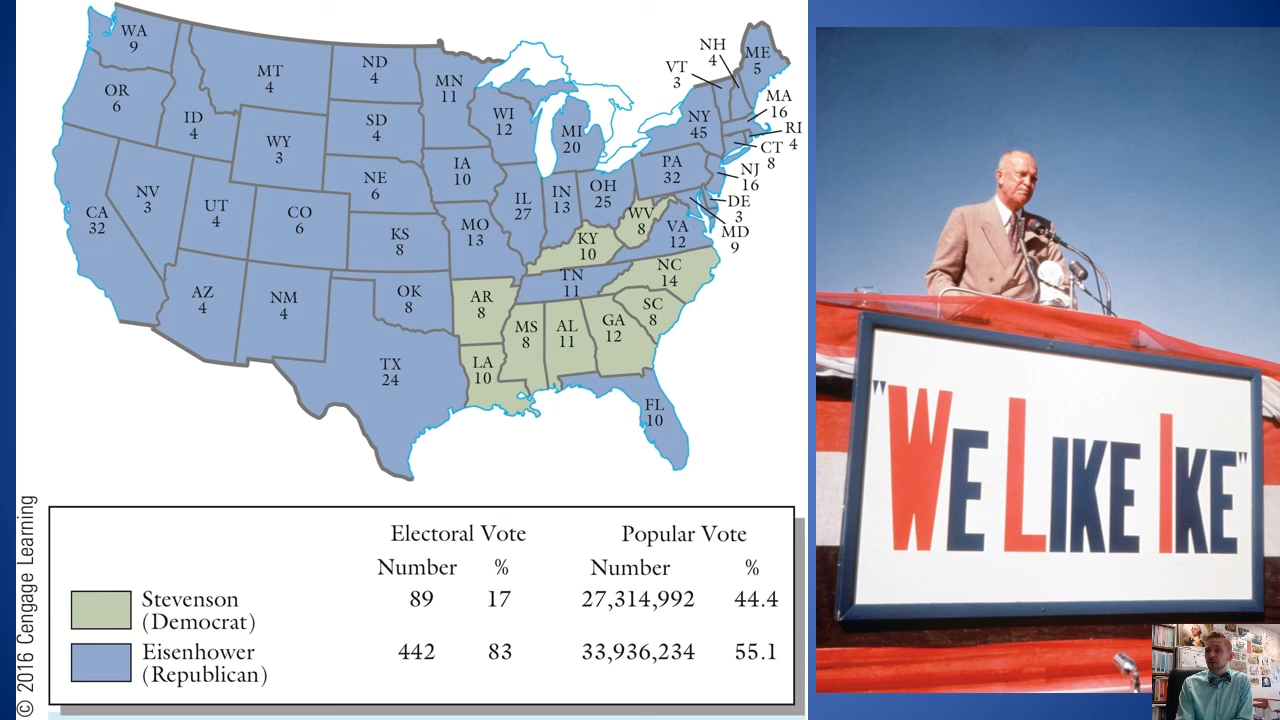 WA
9
OR
6
CA
32
NV
3
ID
4
MT
4
WY
3
UT
4
CO
6
AZ
4
NM
4
ND
4
SD
4
NE
6
KS
8
OK
8
TX
24
MN
11
IA
10
MO
13
AR
8
LA
10
WI
12
IL
27
MI
20
IN
13
OH
25
KY
10
TN
11
MS
8
AL
11
GA
12
FL
10
SC
8
NC
14
VA
12
WV
8
PA
32
NY
45
VT
3
NH
4
ME
5
MA
16
RI
4
CT
8
NJ
16
DE
3
MD
9
© 2016 Cengage Learning
Electoral Vote Popular Vote
Number % Number %
Stevenson 89 17 27,314,992 44.4
(Democrat)
Eisenhower 442 83 33,936,234 55.1
(Republican)
"WE LIKE IKE"